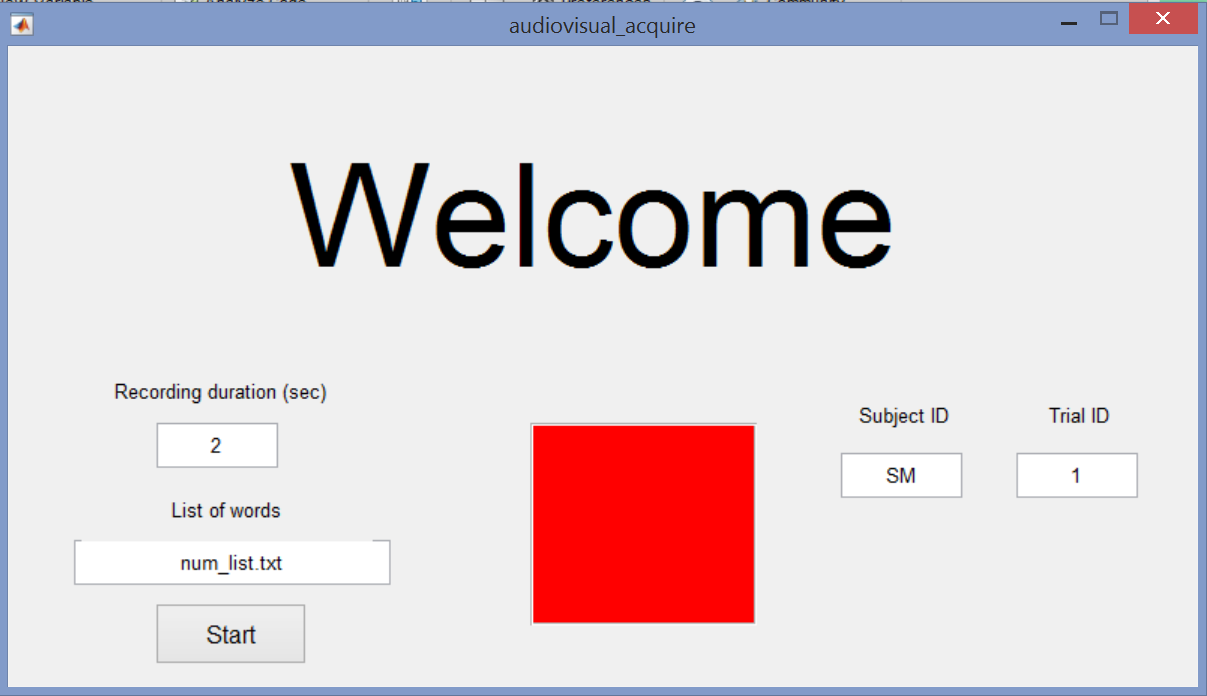 audiovisual_acquire
Welcome
Recording duration (sec)
2
List of words
num_list.txt
Start
Subject ID
Trial ID
SM
1